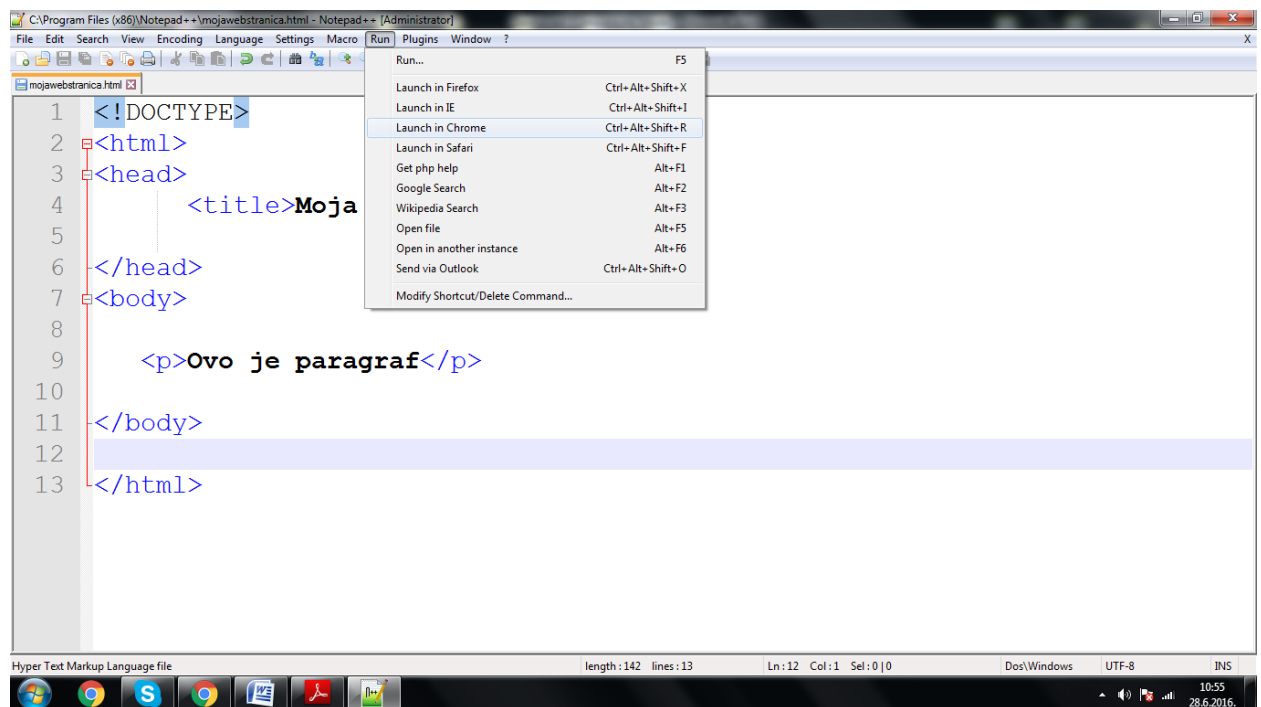 C:\Program Files (x86)\Notepad++\mojawebstranica.html - Notepad++ [Administrator]
File Edit Search View Encoding Language Settings Macro Run Plugins Window ? X
mojawebstranica.html
Run... F5
Launch in Firefox Ctrl+Alt+Shift+X
Launch in IE Ctrl+Alt+Shift+I
Launch in Chrome Ctrl+Alt+Shift+R
Launch in Safari Ctrl+Alt+Shift+F
Get php help Alt+F1
Google Search Alt+F2
Wikipedia Search Alt+F3
Open file Alt+F5
Open in another instance Alt+F6
Send via Outlook Ctrl+Alt+Shift+O
Modify Shortcut/Delete Command...
1 <!DOCTYPE>
2 <html>
3 <head>
4 <title>Moja
5
6 </head>
7 <body>
8
9 <p>Ovo je paragraf</p>
10
11 </body>
12
13 </html>
Hyper Text Markup Language file length : 142 lines : 13 Ln : 12 Col : 1 Sel : 0 | 0 Dos\Windows UTF-8 INS
10:55
28.6.2016.